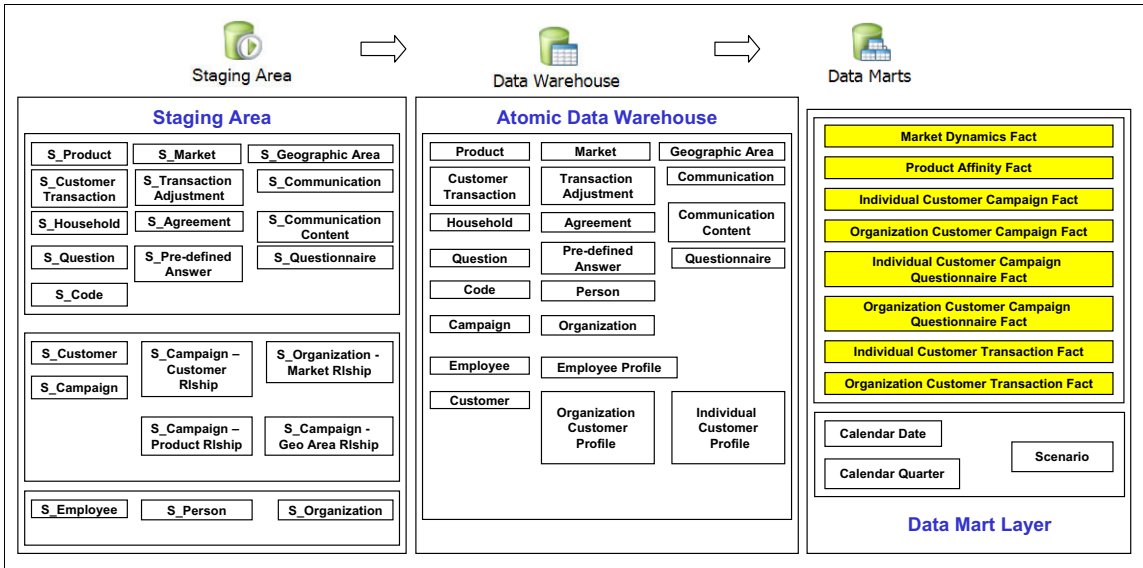 Staging Area
Data Warehouse
Data Marts
Staging Area
S_Product
S_Market
S_Geographic Area
S_Customer
Transaction
S_Transaction
Adjustment
S_Communication
S_Household
S_Agreement
S_Communication
Content
S_Question
S_Pre-defined
Answer
S_Questionnaire
S_Code
S_Customer
S_Campaign –
Customer
Rlship
S_Organization -
Market Rlship
S_Campaign
S_Campaign –
Product Rlship
S_Campaign -
Geo Area Rlship
S_Employee
S_Person
S_Organization
Atomic Data Warehouse
Product
Market
Geographic Area
Customer
Transaction
Transaction
Adjustment
Communication
Household
Agreement
Communication
Content
Question
Pre-defined
Answer
Questionnaire
Code
Person
Campaign
Organization
Employee
Employee Profile
Customer
Organization
Customer
Profile
Individual
Customer
Profile
Market Dynamics Fact
Product Affinity Fact
Individual Customer Campaign Fact
Organization Customer Campaign Fact
Individual Customer Campaign
Questionnaire Fact
Organization Customer Campaign
Questionnaire Fact
Individual Customer Transaction Fact
Organization Customer Transaction Fact
Calendar Date
Scenario
Calendar Quarter
Data Mart Layer